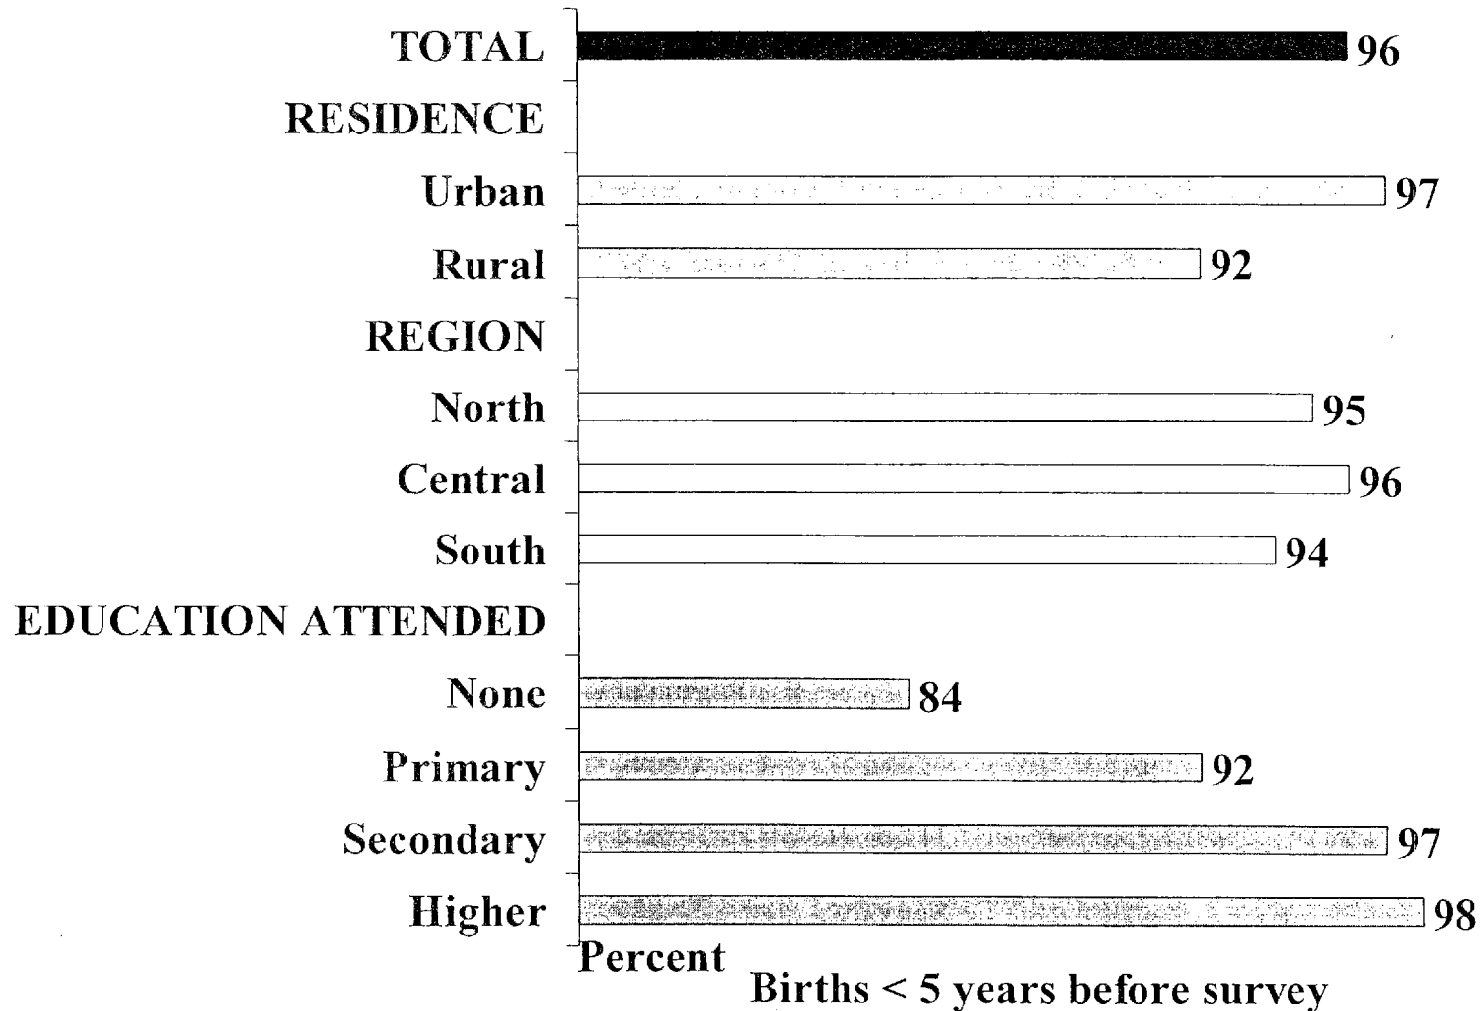 TOTAL 96
RESIDENCE
Urban 97
Rural 92
REGION
North 95
Central 96
South 94
EDUCATION ATTENDED
None 84
Primary 92
Secondary 97
Higher 98
Percent
Births < 5 years before survey